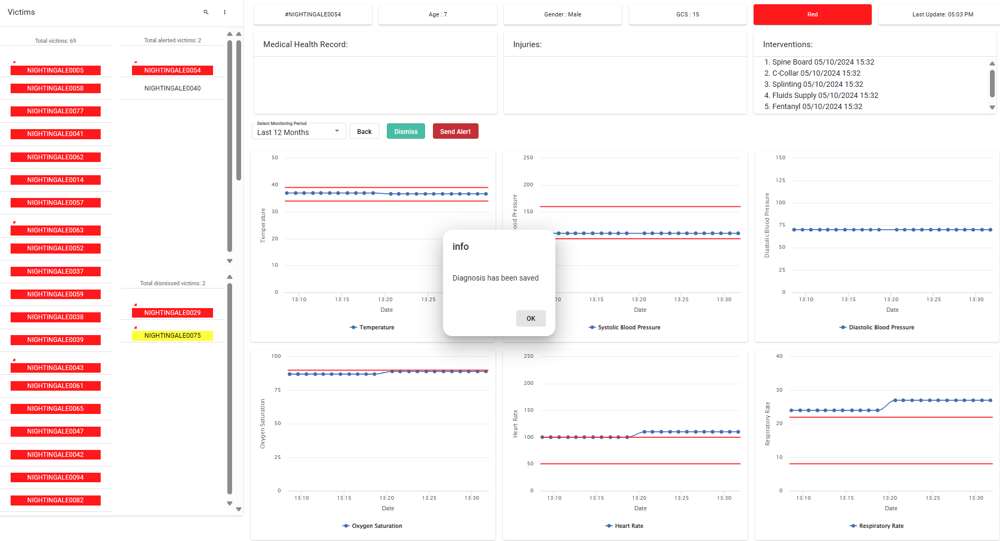 Victims
Total victims: 69
NIGHTINGALE0005
NIGHTINGALE0058
NIGHTINGALE0077
NIGHTINGALE0041
NIGHTINGALE0062
NIGHTINGALE0014
NIGHTINGALE0057
NIGHTINGALE0063
NIGHTINGALE0052
NIGHTINGALE0037
NIGHTINGALE0059
NIGHTINGALE0038
NIGHTINGALE0039
NIGHTINGALE0043
NIGHTINGALE0061
NIGHTINGALE0065
NIGHTINGALE0047
NIGHTINGALE0042
NIGHTINGALE0094
NIGHTINGALE0082
Total alerted victims: 2
NIGHTINGALE0054
NIGHTINGALE0040
Total dismissed victims: 2
NIGHTINGALE0029
NIGHTINGALE0075
#NIGHTINGALE0054
Age : 7
Gender : Male
GCS : 15
Red
Last Update: 05:03 PM
Medical Health Record:
Injuries:
Interventions:
1. Spine Board 05/10/2024 15:32
2. C-Collar 05/10/2024 15:32
3. Splinting 05/10/2024 15:32
4. Fluids Supply 05/10/2024 15:32
5. Fentanyl 05/10/2024 15:32
Select Monitoring Period
Last 12 Months
Back
Dismiss
Send Alert
50
40
30
20
10
0
Temperature
13:10 13:15 13:20 13:25
Date
Temperature
250
200
150
ood Pressure
10 13:15 13:20 13:25 13:30
Date
Systolic Blood Pressure
150
125
100
75
50
25
0
Diastolic Blood Pressure
13:10 13:15 13:20 13:25 13:30
Date
Diastolic Blood Pressure
info
Diagnosis has been saved
OK
100
75
50
25
0
Oxygen Saturation
13:10 13:15 13:20 13:25 13:30
Date
Oxygen Saturation
250
200
150
100
50
0
Heart Rate
13:10 13:15 13:20 13:25 13:30
Date
Heart Rate
40
30
20
10
0
Respiratory Rate
13:10 13:15 13:20 13:25 13:30
Date
Respiratory Rate